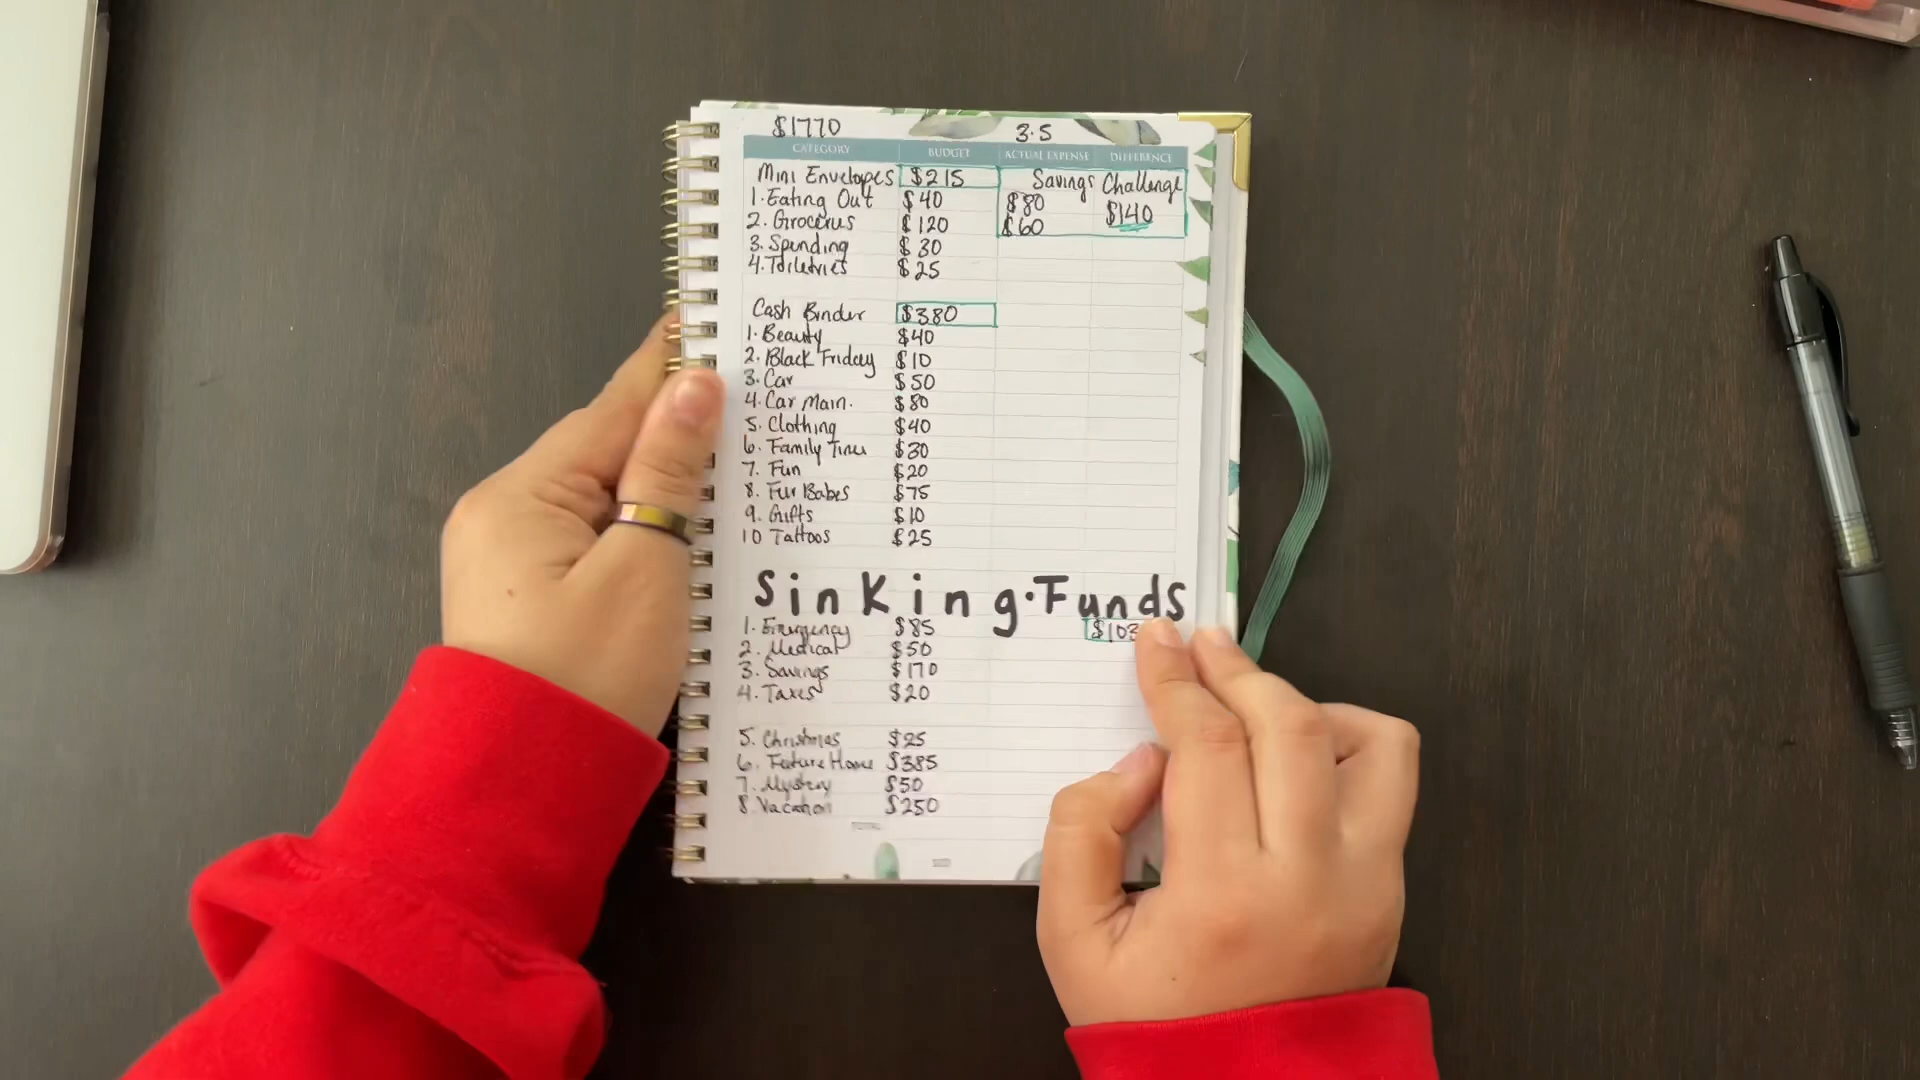 $1770 3.5
CATEGORY BUDGET ACTUAL EXPENSE DIFFERENCE
Mini Envelopes $215 Savings Challenge
1. Eating Out $40 $80 $140
2. Groceries $120 $60
3. Spending $30
4. Toiletries $25
Cash Binder $380
1. Beauty $40
2. Black Friday $10
3. Car $50
4. Car Main. $80
5. Clothing $40
6. Family Time $30
7. Fun $20
8. Fur Babes $75
9. Gifts $10
10 Tattoos $25
Sinking Funds
1. Emergency $85 $103
2. Medical $50
3. Savings $170
4. Taxes $20
5. Christmas $25
6. Future Home $385
7. Mystery $50
8. Vacation $250
TOTAL